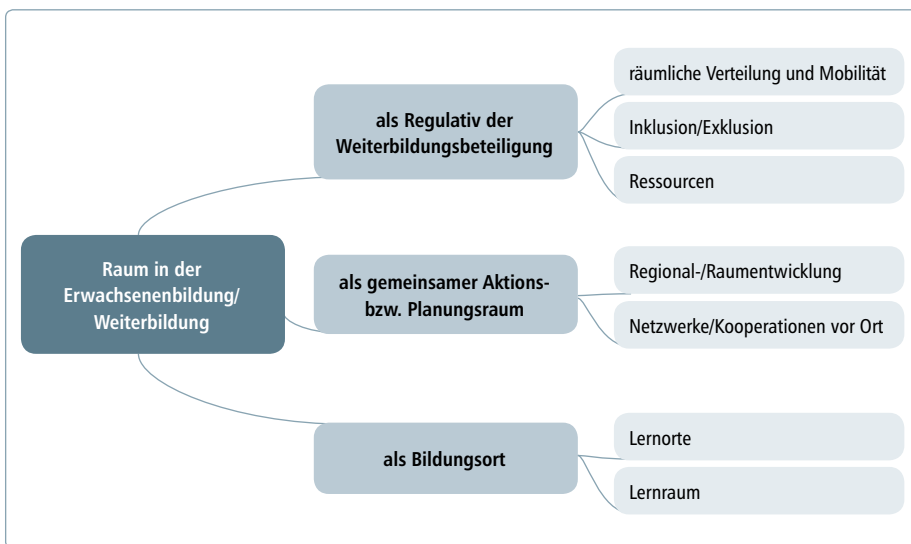 Raum in der
Erwachsenenbildung/
Weiterbildung
als Regulativ der
Weiterbildungsbeteiligung
räumliche Verteilung und Mobilität
Inklusion/Exklusion
Ressourcen
als gemeinsamer Aktions-
bzw. Planungsraum
Regional-/Raumentwicklung
Netzwerke/Kooperationen vor Ort
als Bildungsort
Lernorte
Lernraum